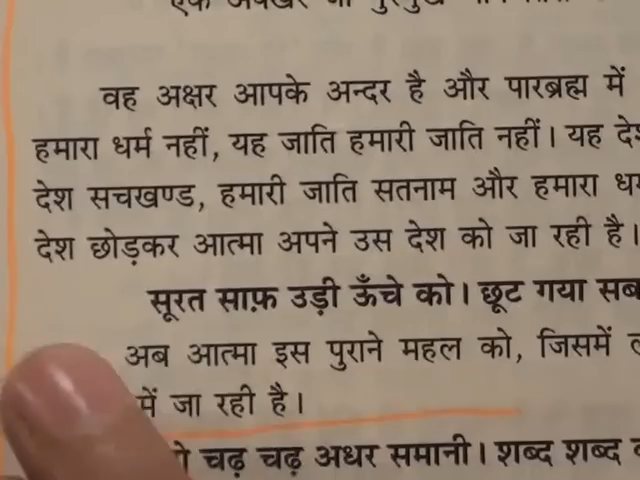 वह अक्षर आपके अन्दर है और पारब्रह्म में
हमारा धर्म नहीं, यह जाति हमारी जाति नहीं। यह
देश सचखण्ड, हमारी जाति सतनाम और हमारा
देश छोड़कर आत्मा अपने उस देश को जा रही है।
सूरत साफ़ उड़ी ऊँचे को। छूट गया
अब आत्मा इस पुराने महल को, जिसमें
में जा रही है।
चढ़ चढ़ अधर समानी। शब्द शब्द